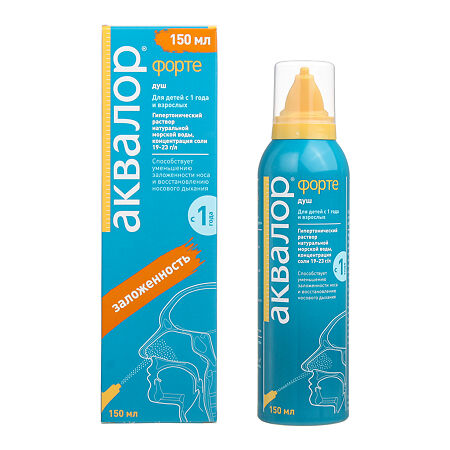 150 мл
аквалор®
форте
душ
Для детей с 1 года
и взрослых
Гипертонический
раствор
натуральной
морской воды,
концентрация соли
19-23 г/л
Способствует
уменьшению
заложенности носа
и восстановлению
носового дыхания
с 1 года
заложенность
150 мл
аквалор®
форте
душ
Для детей с 1 года
и взрослых
Гипертонический
раствор
натуральной
морской воды,
концентрация
соли 19-23 г/л
Способствует
уменьшению
заложенности носа
и восстановлению
носового дыхания
с 1
150 мл